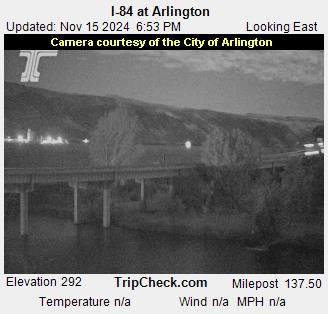 I-84 at Arlington
Updated: Nov 15 2024 6:53 PM Looking East
Camera courtesy of the City of Arlington
Elevation 292 TripCheck.com Milepost 137.50
Temperature n/a Wind n/a MPH n/a